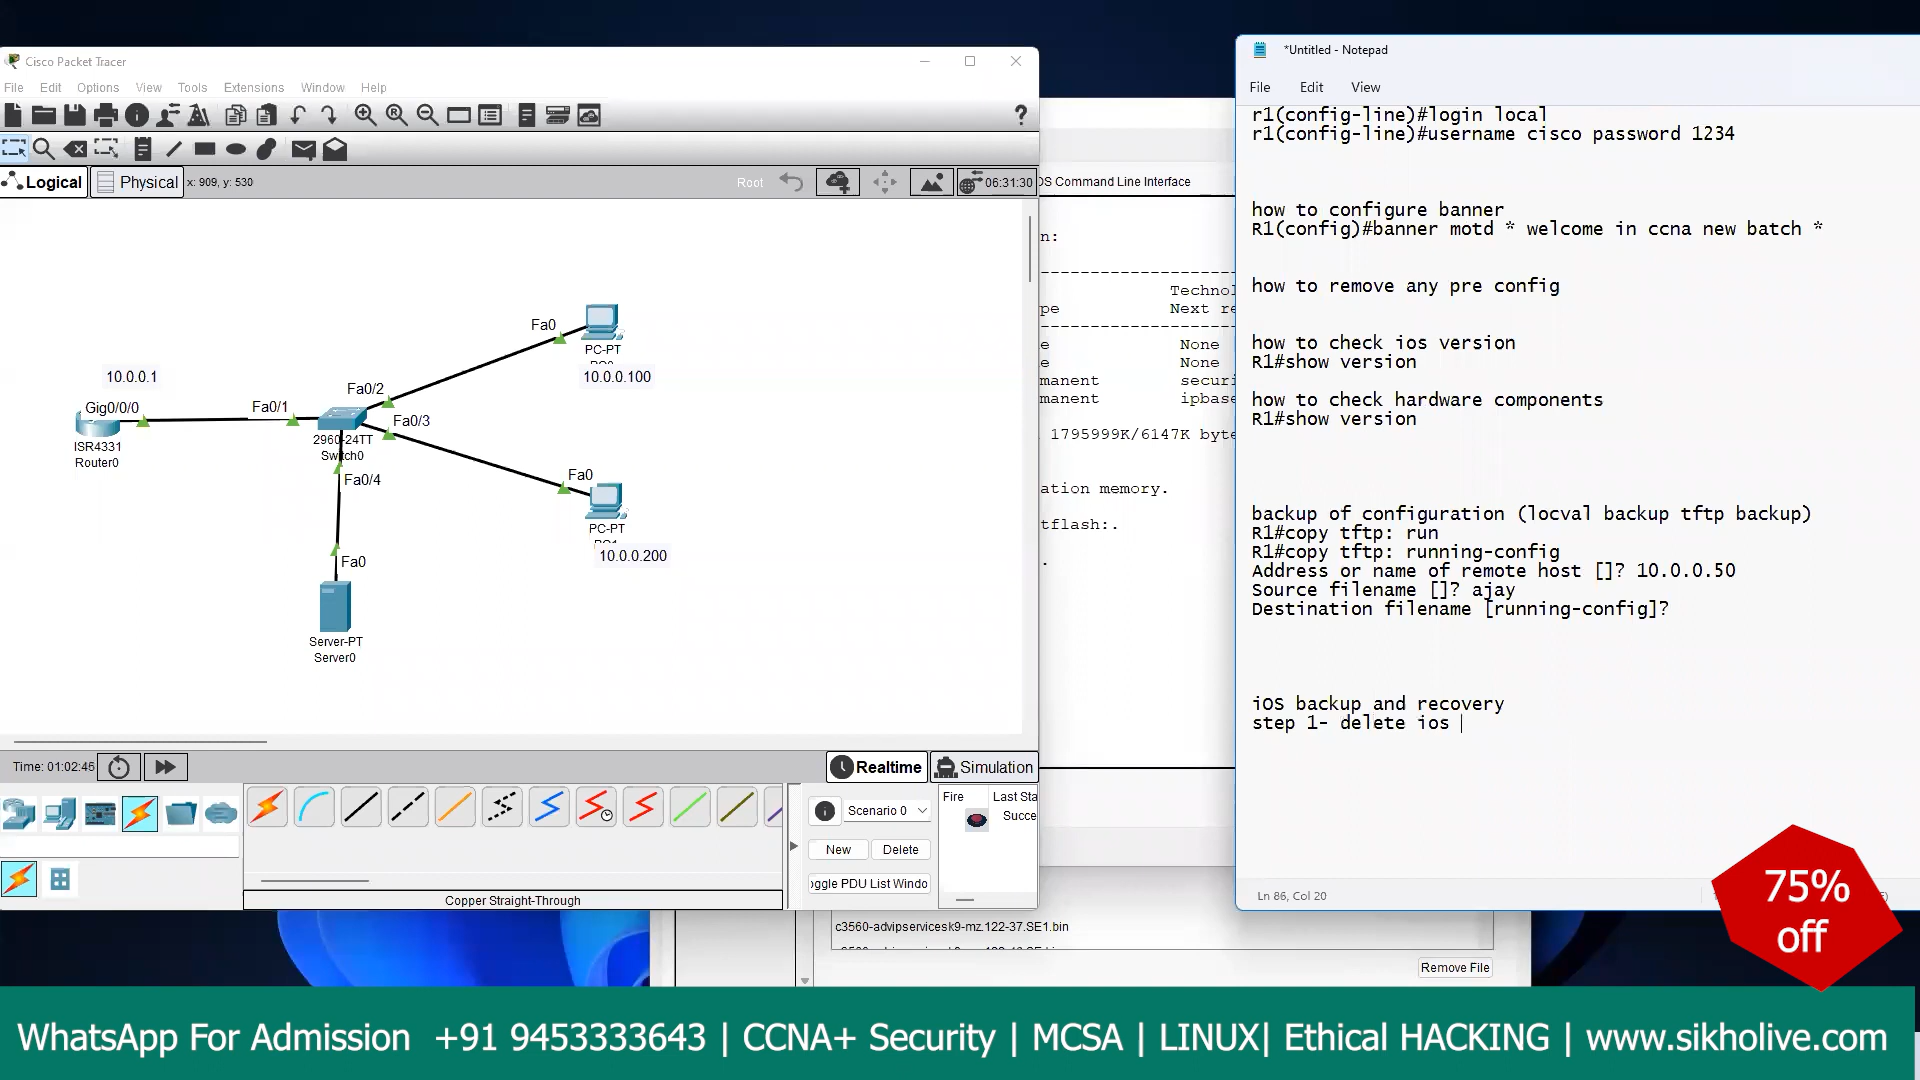 Cisco Packet Tracer
File Edit Options View Tools Extensions Window Help
Logical Physical x: 909, y: 530 Root 06:31:30
10.0.0.1
Gig0/0/0
ISR4331
Router0
Fa0/1
Fa0/2
Fa0/3
2960-24TT
Switch0
Fa0/4
Fa0
PC-PT
10.0.0.100
Fa0
PC-PT
10.0.0.200
Fa0
Server-PT
Server0
Time: 01:02:46
Realtime Simulation
Scenario 0
New Delete
oggle PDU List Windo
Fire Last Sta
Succe
Copper Straight-Through
OS Command Line Interface
n:
Technol
pe Next re
e None
e None
manent securi
manent ipbase
1795999K/6147K byte
ation memory.
tflash:.
.
c3560-advipservicesk9-mz.122-37.SE1.bin
Remove File
*Untitled - Notepad
File Edit View
r1(config-line)#login local
r1(config-line)#username cisco password 1234
how to configure banner
R1(config)#banner motd * welcome in ccna new batch *
how to remove any pre config
how to check ios version
R1#show version
how to check hardware components
R1#show version
backup of configuration (locval backup tftp backup)
R1#copy tftp: run
R1#copy tftp: running-config
Address or name of remote host []? 10.0.0.50
Source filename []? ajay
Destination filename [running-config]?
iOS backup and recovery
step 1- delete ios
Ln 86, Col 20
75%
off
WhatsApp For Admission +91 9453333643 | CCNA+ Security | MCSA | LINUX| Ethical HACKING | www.sikholive.com